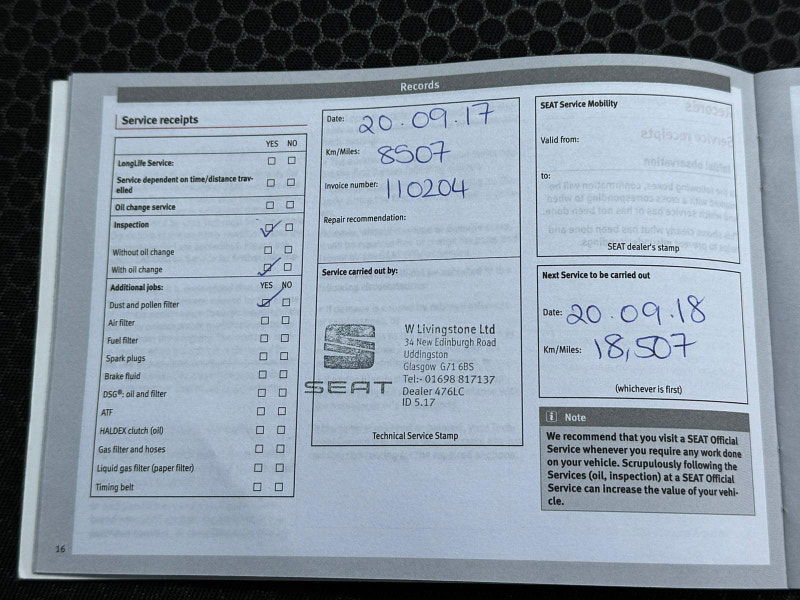 Records
Service receipts
YES NO
LongLife Service:
Service dependent on time/distance trav-
elled
Oil change service
Inspection
Without oil change
With oil change
Additional jobs: YES NO
Dust and pollen filter
Air filter
Fuel filter
Spark plugs
Brake fluid
DSG®: oil and filter
ATF
HALDEX clutch (oil)
Gas filter and hoses
Liquid gas filter (paper filter)
Timing belt
16
Date: 20.09.17
Km/Miles: 8507
Invoice number: 110204
Repair recommendation:
Service carried out by:
SEAT
W Livingstone Ltd
34 New Edinburgh Road
Uddingston
Glasgow G71 6BS
Tel:- 01698 817137
Dealer 476LC
ID 5.17
Technical Service Stamp
SEAT Service Mobility
Valid from:
to:
SEAT dealer's stamp
Next Service to be carried out
Date: 20.09.18
Km/Miles: 18,507
(whichever is first)
i Note
We recommend that you visit a SEAT Official
Service whenever you require any work done
on your vehicle. Scrupulously following the
Services (oil, inspection) at a SEAT Official
Service can increase the value of your vehi-
cle.